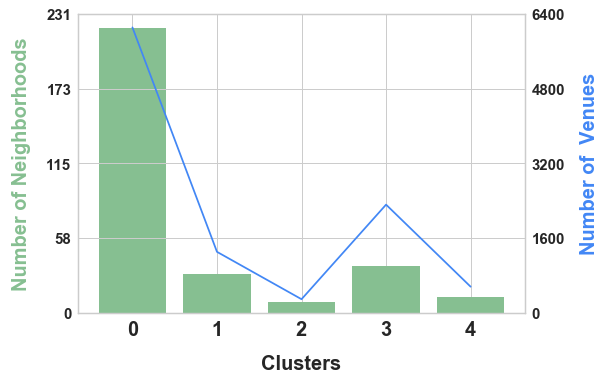 Number of Neighborhoods
231
173
115
58
0
6400
4800
3200
1600
0
Number of  Venues
0 1 2 3 4
Clusters